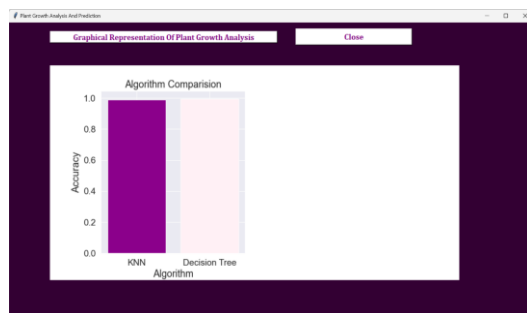 Plant Growth Analysis And Prediction
Graphical Representation Of Plant Growth Analysis
Close
Algorithm Comparision
1.0
0.8
0.6
0.4
0.2
0.0
Accuracy
KNN
Decision Tree
Algorithm